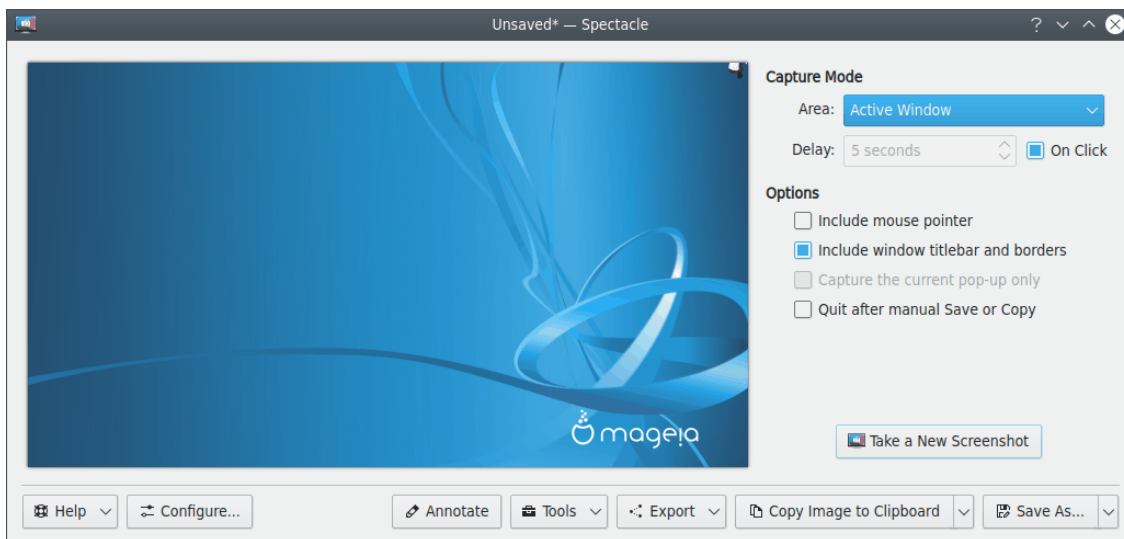 Unsaved* — Spectacle
Capture Mode
Area: Active Window
Delay: 5 seconds On Click
Options
Include mouse pointer
Include window titlebar and borders
Capture the current pop-up only
Quit after manual Save or Copy
mageia
Take a New Screenshot
Help Configure... Annotate Tools Export Copy Image to Clipboard Save As...